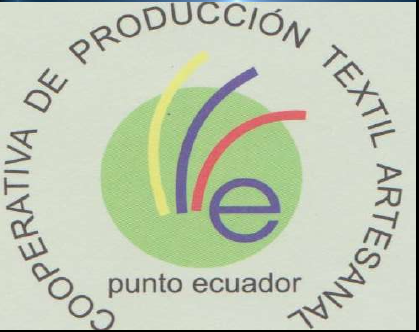 COOPERATIVA DE PRODUCCIÓN TEXTIL ARTESANAL
e
punto ecuador